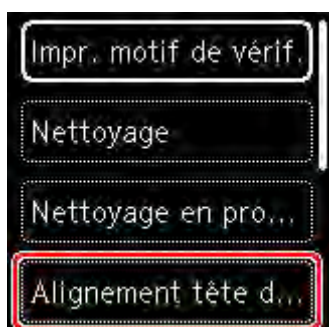 Impr. motif de vérif.
Nettoyage
Nettoyage en pro...
Alignement tête d...